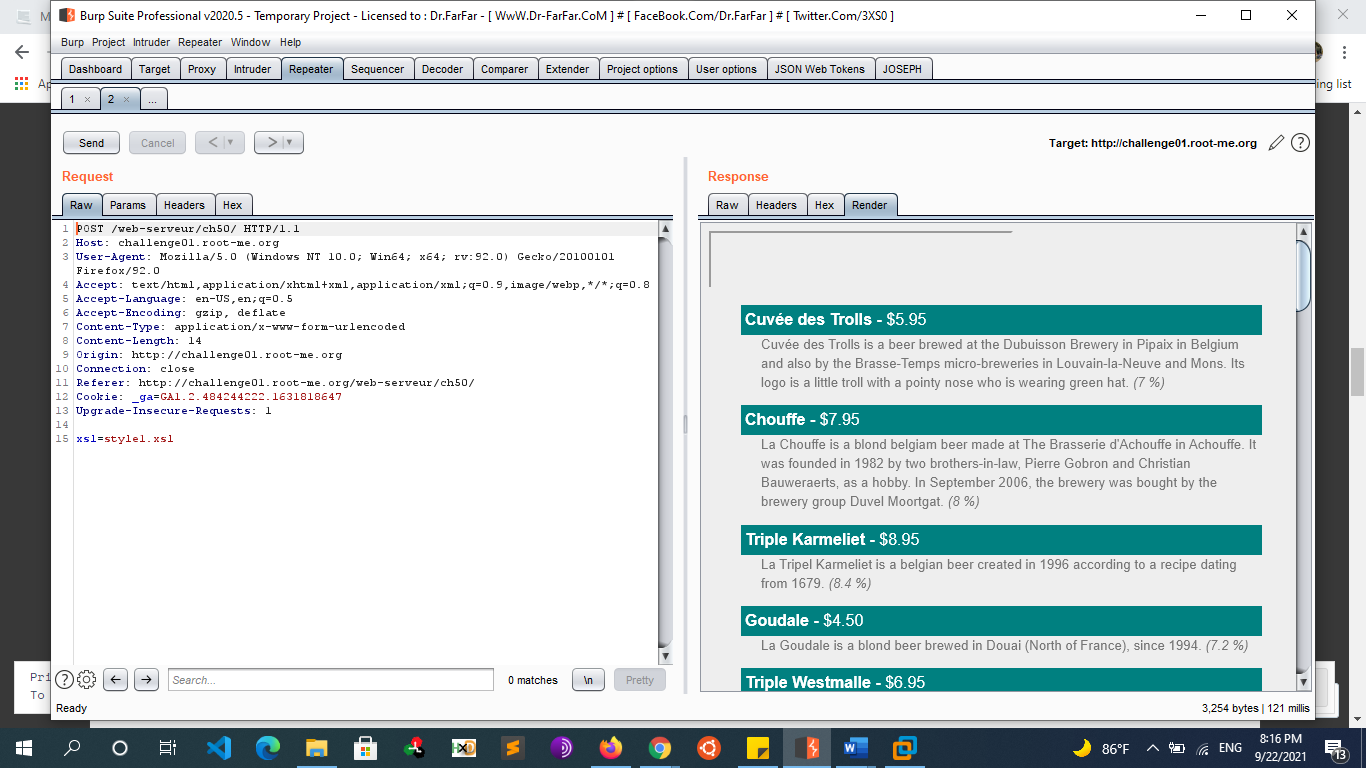 Burp Suite Professional v2020.5 - Temporary Project - Licensed to : Dr.FarFar - [ WwW.Dr-FarFar.CoM ] # [ FaceBook.Com/Dr.FarFar ] # [ Twitter.Com/3XS0 ]
Burp Project Intruder Repeater Window Help
Dashboard Target Proxy Intruder Repeater Sequencer Decoder Comparer Extender Project options User options JSON Web Tokens JOSEPH
ing list
1 × 2 × ...
Send Cancel < > Target: http://challenge01.root-me.org
Request
Raw Params Headers Hex
1 POST /web-serveur/ch50/ HTTP/1.1
2 Host: challenge01.root-me.org
3 User-Agent: Mozilla/5.0 (Windows NT 10.0; Win64; x64; rv:92.0) Gecko/20100101
Firefox/92.0
4 Accept: text/html,application/xhtml+xml,application/xml;q=0.9,image/webp,*/*;q=0.8
5 Accept-Language: en-US,en;q=0.5
6 Accept-Encoding: gzip, deflate
7 Content-Type: application/x-www-form-urlencoded
8 Content-Length: 14
9 Origin: http://challenge01.root-me.org
10 Connection: close
11 Referer: http://challenge01.root-me.org/web-serveur/ch50/
12 Cookie: _ga=GA1.2.484244222.1631818647
13 Upgrade-Insecure-Requests: 1
14
15 xsl=style1.xsl
Search... 0 matches \n Pretty
Response
Raw Headers Hex Render
Cuvée des Trolls - $5.95
Cuvée des Trolls is a beer brewed at the Dubuisson Brewery in Pipaix in Belgium
and also by the Brasse-Temps micro-breweries in Louvain-la-Neuve and Mons. Its
logo is a little troll with a pointy nose who is wearing green hat. (7 %)
Chouffe - $7.95
La Chouffe is a blond belgiam beer made at The Brasserie d'Achouffe in Achouffe. It
was founded in 1982 by two brothers-in-law, Pierre Gobron and Christian
Bauweraerts, as a hobby. In September 2006, the brewery was bought by the
brewery group Duvel Moortgat. (8 %)
Triple Karmeliet - $8.95
La Tripel Karmeliet is a belgian beer created in 1996 according to a recipe dating
from 1679. (8.4 %)
Goudale - $4.50
La Goudale is a blond beer brewed in Douai (North of France), since 1994. (7.2 %)
Triple Westmalle - $6.95
Ready 3,254 bytes | 121 millis
To
86°F ENG 8:16 PM
9/22/2021
13